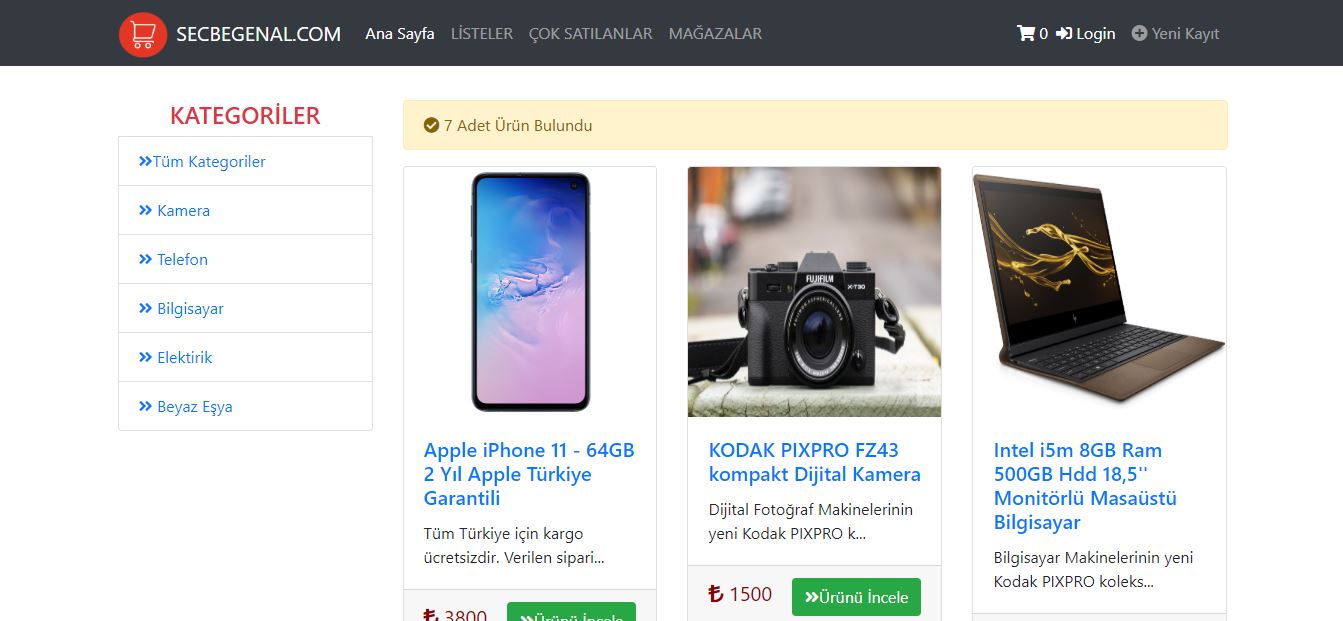 SECBEGENAL.COM Ana Sayfa LİSTELER ÇOK SATILANLAR MAĞAZALAR 0 Login Yeni Kayıt
KATEGORİLER
Tüm Kategoriler
Kamera
Telefon
Bilgisayar
Elektirik
Beyaz Eşya
7 Adet Ürün Bulundu
Apple iPhone 11 - 64GB
2 Yıl Apple Türkiye
Garantili
Tüm Türkiye için kargo
ücretsizdir. Verilen sipari...
₺ 3800 Ürünü İncele
FUJIFILM
X-T30
KODAK PIXPRO FZ43
kompakt Dijital Kamera
Dijital Fotoğraf Makinelerinin
yeni Kodak PIXPRO k...
₺ 1500 Ürünü İncele
Intel i5m 8GB Ram
500GB Hdd 18,5''
Monitörlü Masaüstü
Bilgisayar
Bilgisayar Makinelerinin yeni
Kodak PIXPRO koleks...